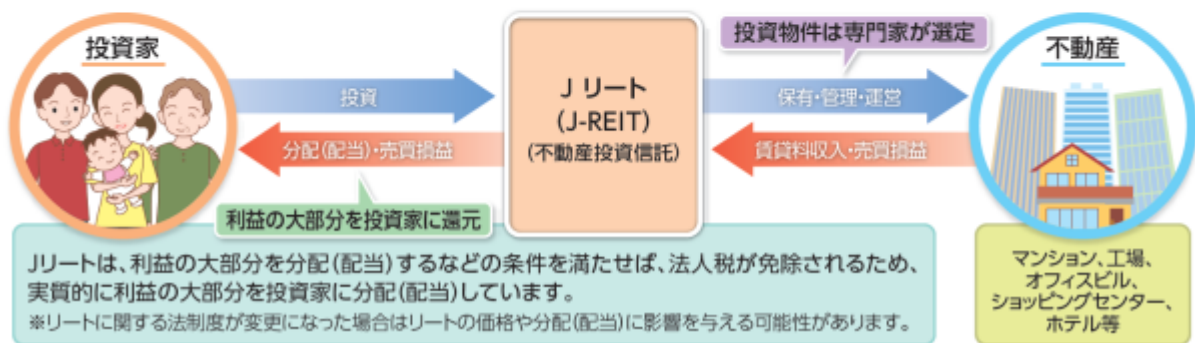 投資家
投資
分配(配当)・売買損益
利益の大部分を投資家に還元
Jリート
(J-REIT)
(不動産投資信託)
投資物件は専門家が選定
保有・管理・運営
賃貸料収入・売買損益
不動産
マンション、工場、
オフィスビル、
ショッピングセンター、
ホテル等
Jリートは、利益の大部分を分配(配当)するなどの条件を満たせば、法人税が免除されるため、
実質的に利益の大部分を投資家に分配(配当)しています。
※リートに関する法制度が変更になった場合はリートの価格や分配(配当)に影響を与える可能性があります。